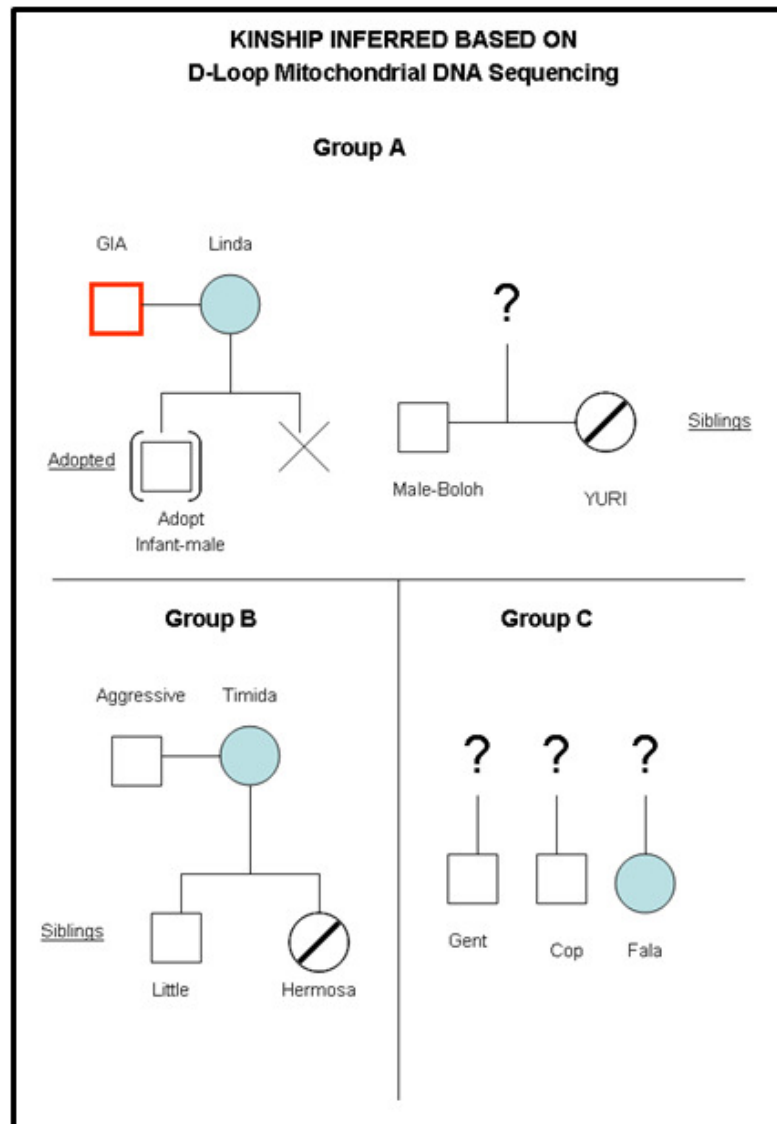 KINSHIP INFERRED BASED ON
D-Loop Mitochondrial DNA Sequencing
Group A
GIA
Linda
?
Siblings
Adopted
Male-Boloh
YURI
Adopt
Infant-male
Group B
Aggressive
Timida
Siblings
Little
Hermosa
Group C
? ? ?
Gent
Cop
Fala